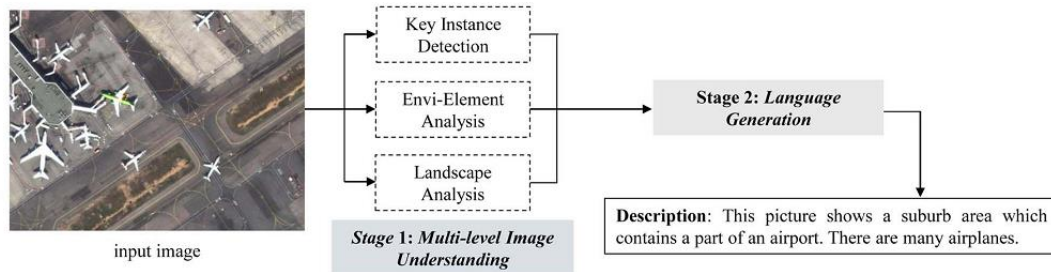 input image
Key Instance
Detection
Envi-Element
Analysis
Landscape
Analysis
Stage 1: Multi-level Image
Understanding
Stage 2: Language
Generation
Description: This picture shows a suburb area which
contains a part of an airport. There are many airplanes.